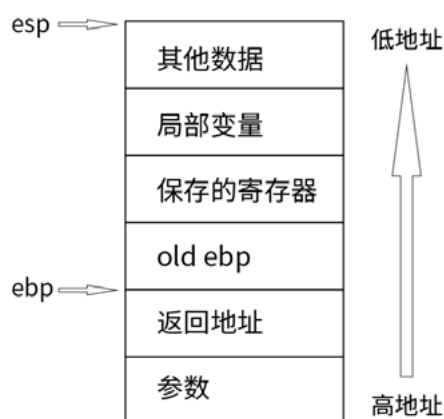 esp
低地址
其他数据
局部变量
保存的寄存器
old ebp
ebp
返回地址
参数
高地址